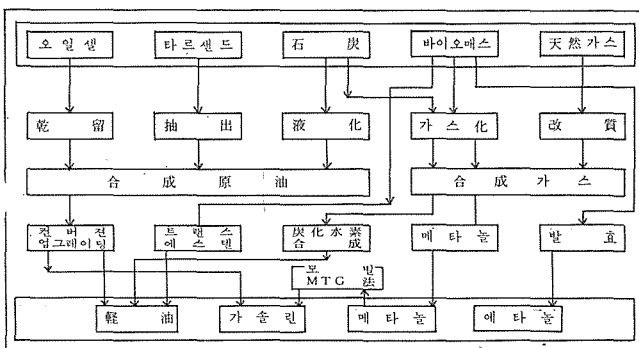 오일셀 타르샌드 石炭 바이오매스 天然가스
乾留 抽出 液化 가스化 改質
合成原油 合成가스
컨버전 트랜스 炭化水素 메타놀 발효
업그레이딩 에스텔 合成
모빌
MTG法
軽油 가솔린 메타놀 에타놀